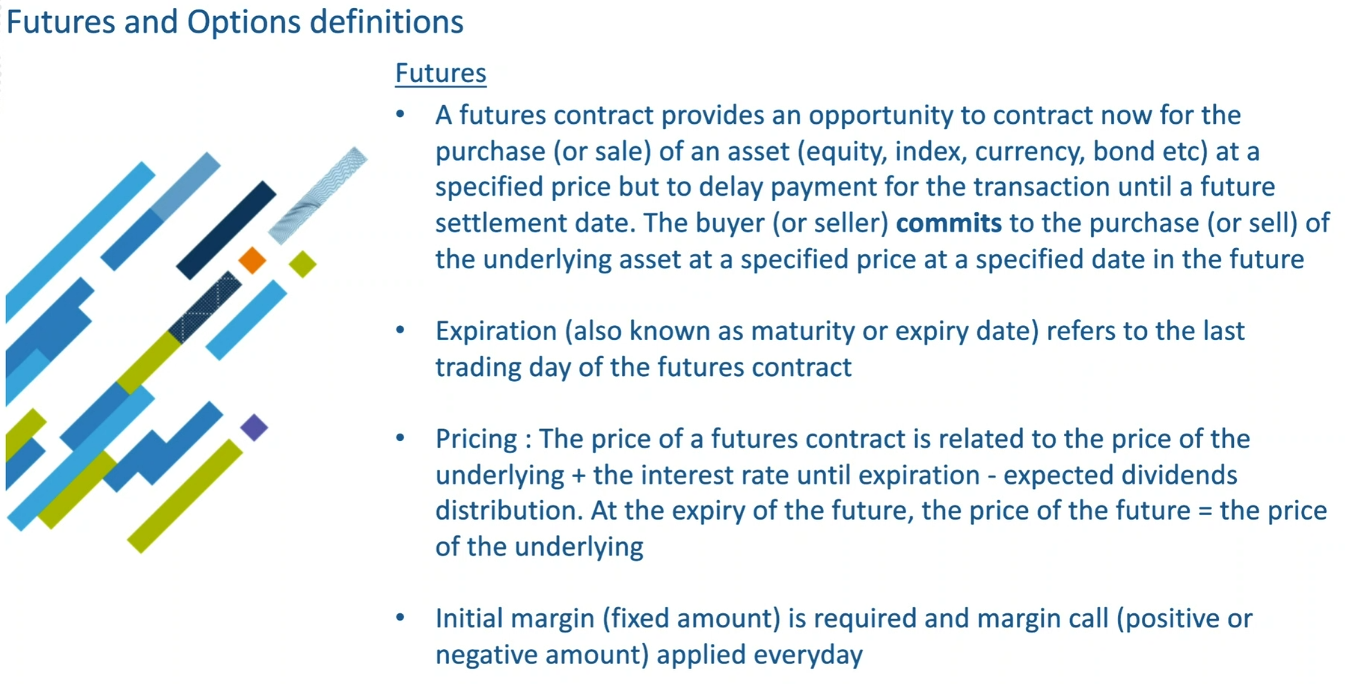 Futures and Options definitions
Futures
• A futures contract provides an opportunity to contract now for the
purchase (or sale) of an asset (equity, index, currency, bond etc) at a
specified price but to delay payment for the transaction until a future
settlement date. The buyer (or seller) commits to the purchase (or sell) of
the underlying asset at a specified price at a specified date in the future
• Expiration (also known as maturity or expiry date) refers to the last
trading day of the futures contract
• Pricing : The price of a futures contract is related to the price of the
underlying + the interest rate until expiration - expected dividends
distribution. At the expiry of the future, the price of the future = the price
of the underlying
• Initial margin (fixed amount) is required and margin call (positive or
negative amount) applied everyday